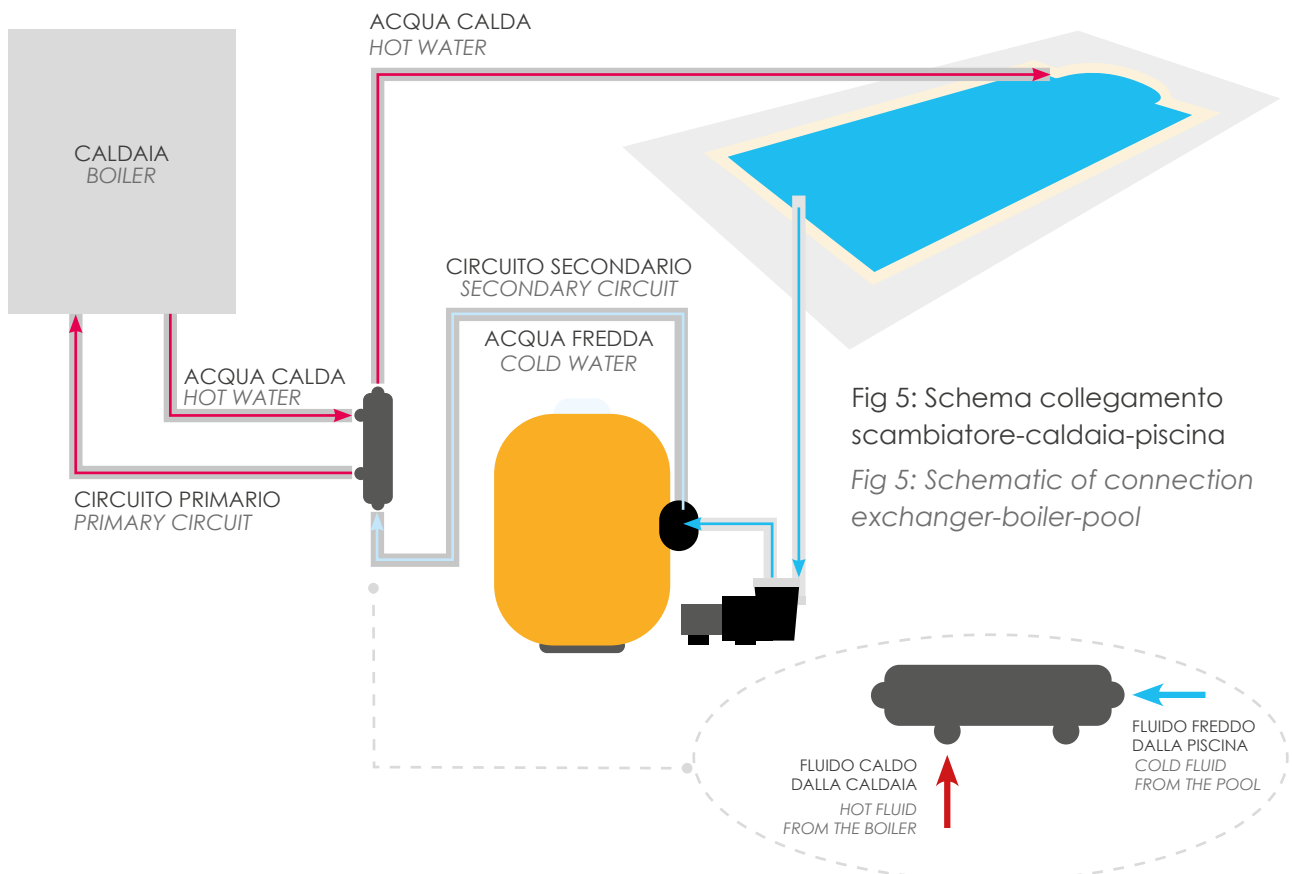 ACQUA CALDA
HOT WATER
CALDAIA
BOILER
CIRCUITO SECONDARIO
SECONDARY CIRCUIT
ACQUA FREDDA
COLD WATER
ACQUA CALDA
HOT WATER
CIRCUITO PRIMARIO
PRIMARY CIRCUIT
Fig 5: Schema collegamento
scambiatore-caldaia-piscina
Fig 5: Schematic of connection
exchanger-boiler-pool
FLUIDO CALDO
DALLA CALDAIA
HOT FLUID
FROM THE BOILER
FLUIDO FREDDO
DALLA PISCINA
COLD FLUID
FROM THE POOL